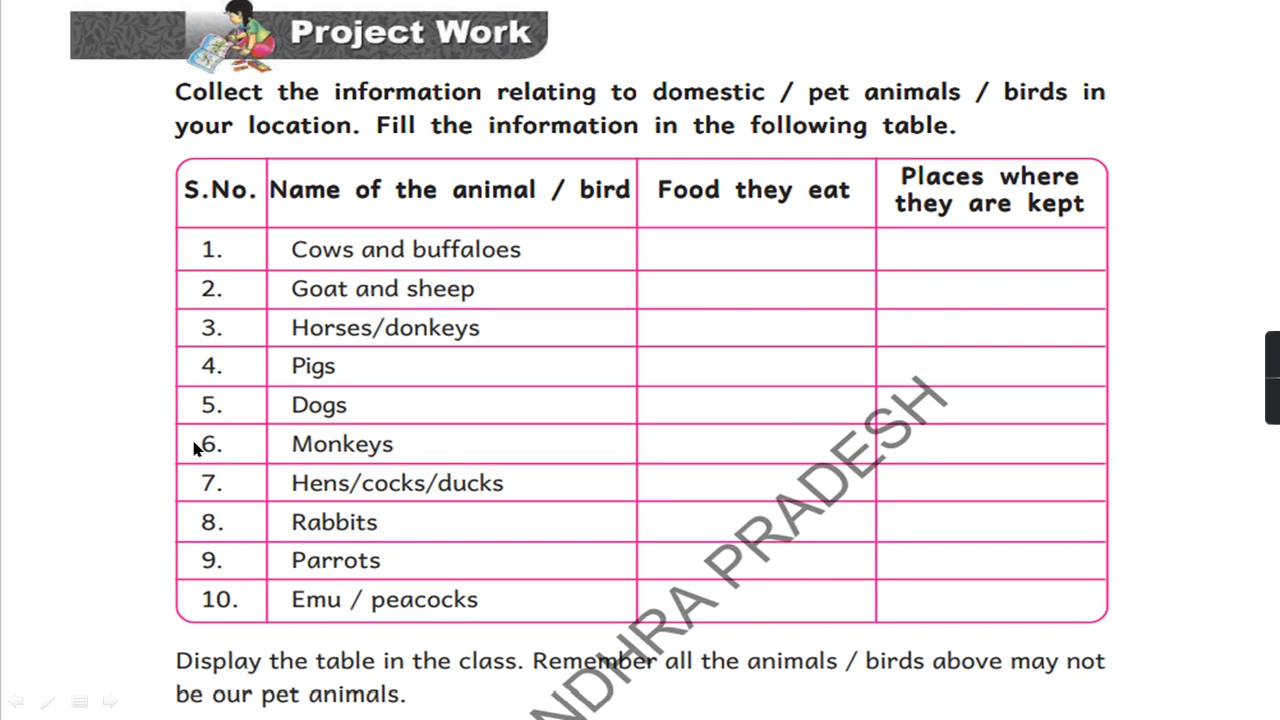 Project Work
Collect the information relating to domestic / pet animals / birds in
your location. Fill the information in the following table.
S.No. Name of the animal / bird Food they eat Places where they are kept
1. Cows and buffaloes
2. Goat and sheep
3. Horses/donkeys
4. Pigs
5. Dogs
6. Monkeys
7. Hens/cocks/ducks
8. Rabbits
9. Parrots
10. Emu / peacocks
NDHRA PRADESH
Display the table in the class. Remember all the animals / birds above may not
be our pet animals.